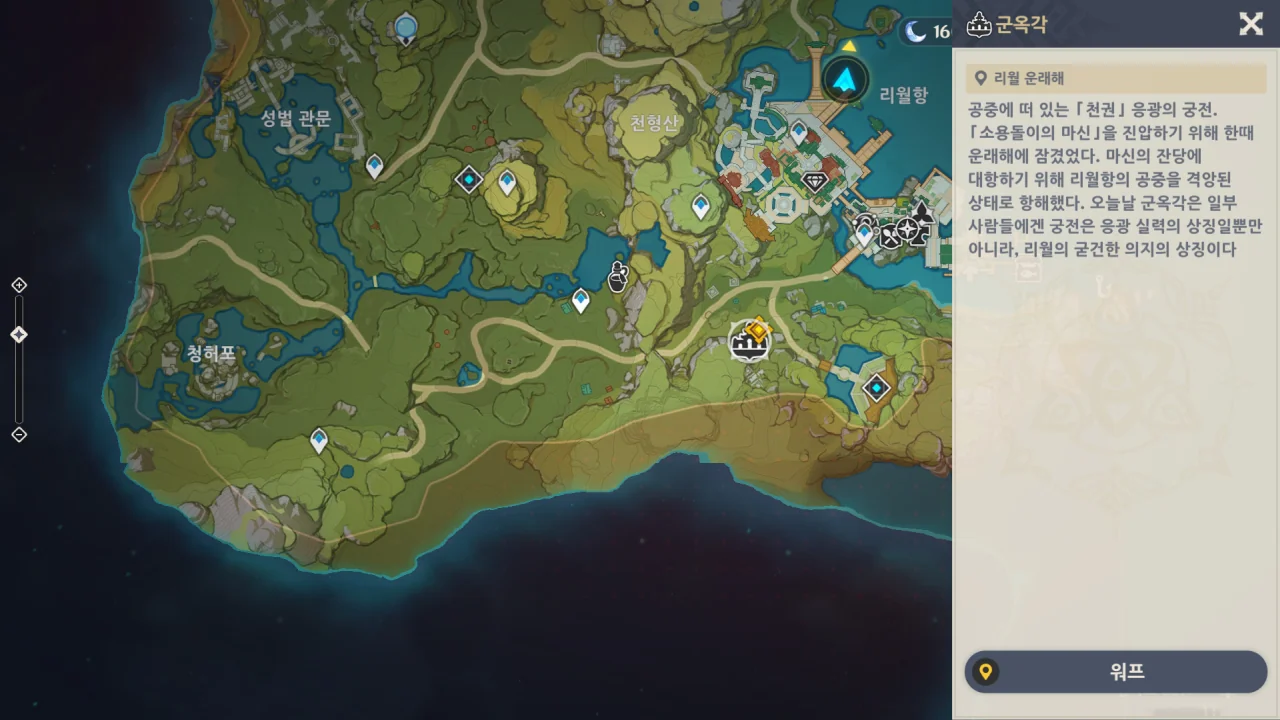 군옥각
16
리월 운래해
공중에 떠 있는 「천권」 응광의 궁전.
「소용돌이의 마신」을 진압하기 위해 한때
운래해에 잠겼었다. 마신의 잔당에
대항하기 위해 리월항의 공중을 격앙된
상태로 항해했다. 오늘날 군옥각은 일부
사람들에겐 궁전은 응광 실력의 상징일뿐만
아니라, 리월의 굳건한 의지의 상징이다
리월항
성법 관문
천형산
청허포
워프